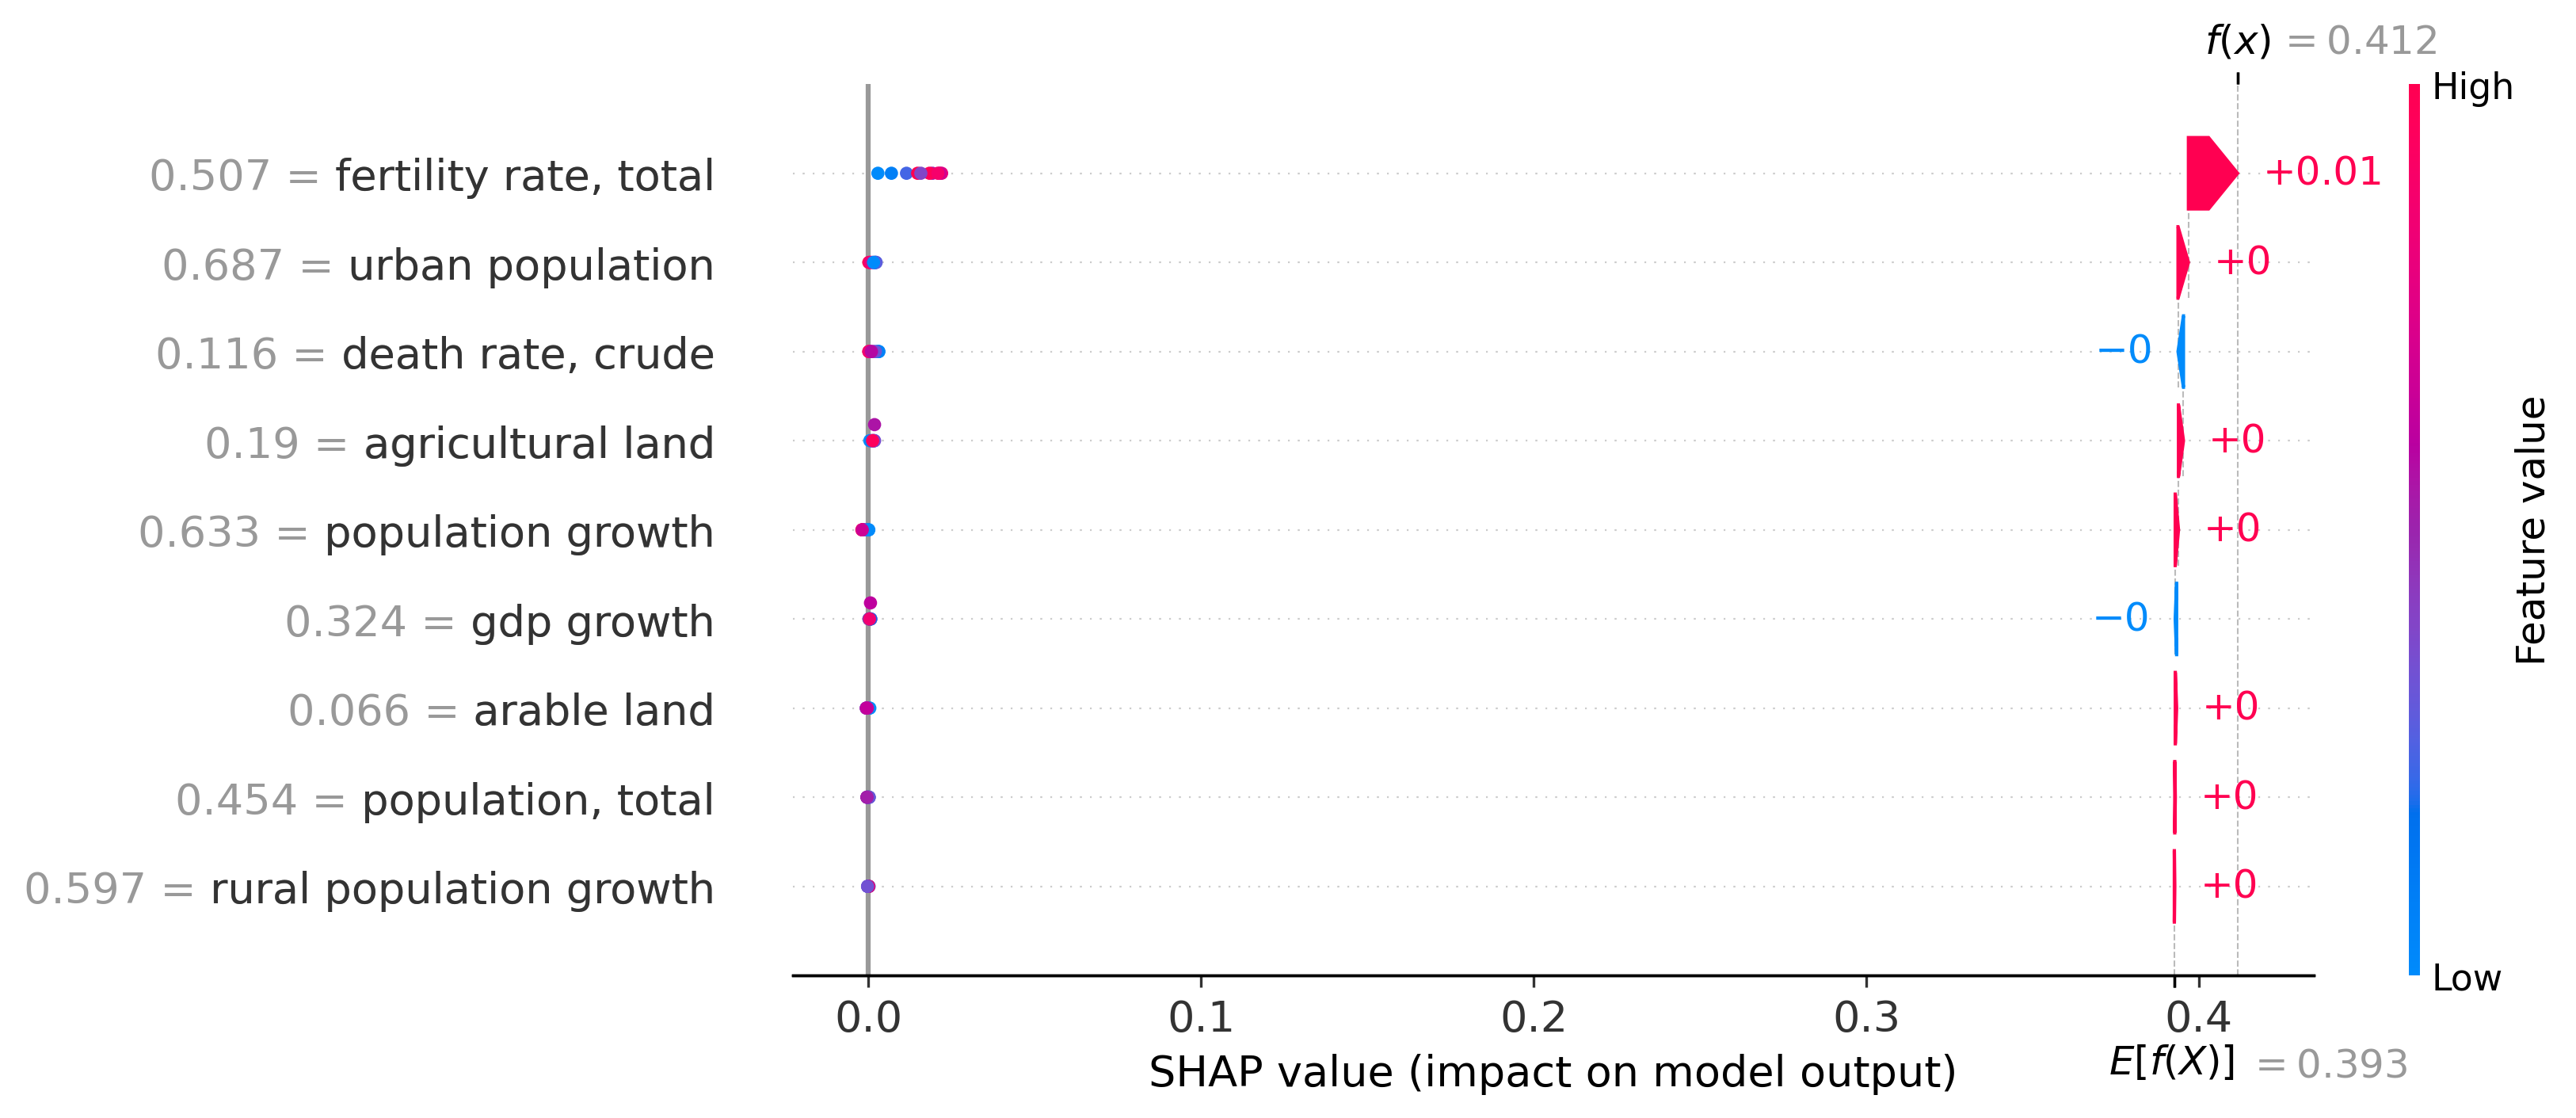 f(x) = 0.412
High
0.507 = fertility rate, total
+0.01
0.687 = urban population
+0
0.116 = death rate, crude
−0
0.19 = agricultural land
+0
0.633 = population growth
+0
0.324 = gdp growth
−0
0.066 = arable land
+0
0.454 = population, total
+0
0.597 = rural population growth
+0
Feature value
Low
0.0 0.1 0.2 0.3 0.4
E[f(X)] = 0.393
SHAP value (impact on model output)